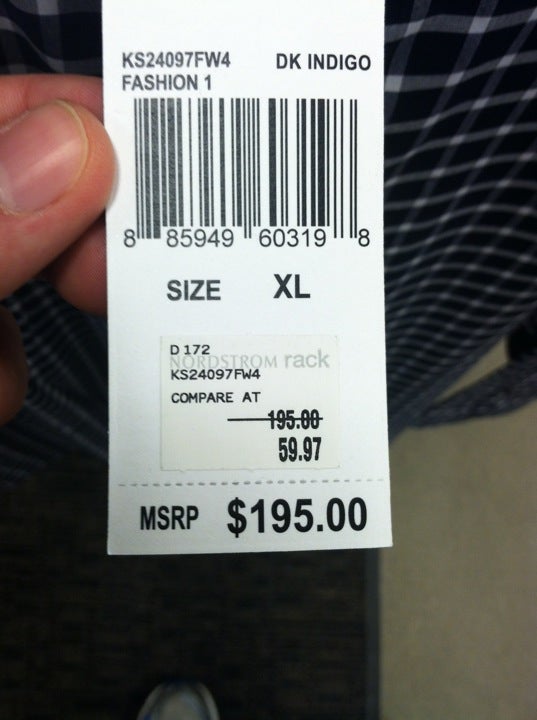 KS24097FW4 DK INDIGO
FASHION 1
8 85949 60319 8
SIZE XL
D 172
NORDSTROM rack
KS24097FW4
COMPARE AT
195.00
59.97
MSRP $195.00